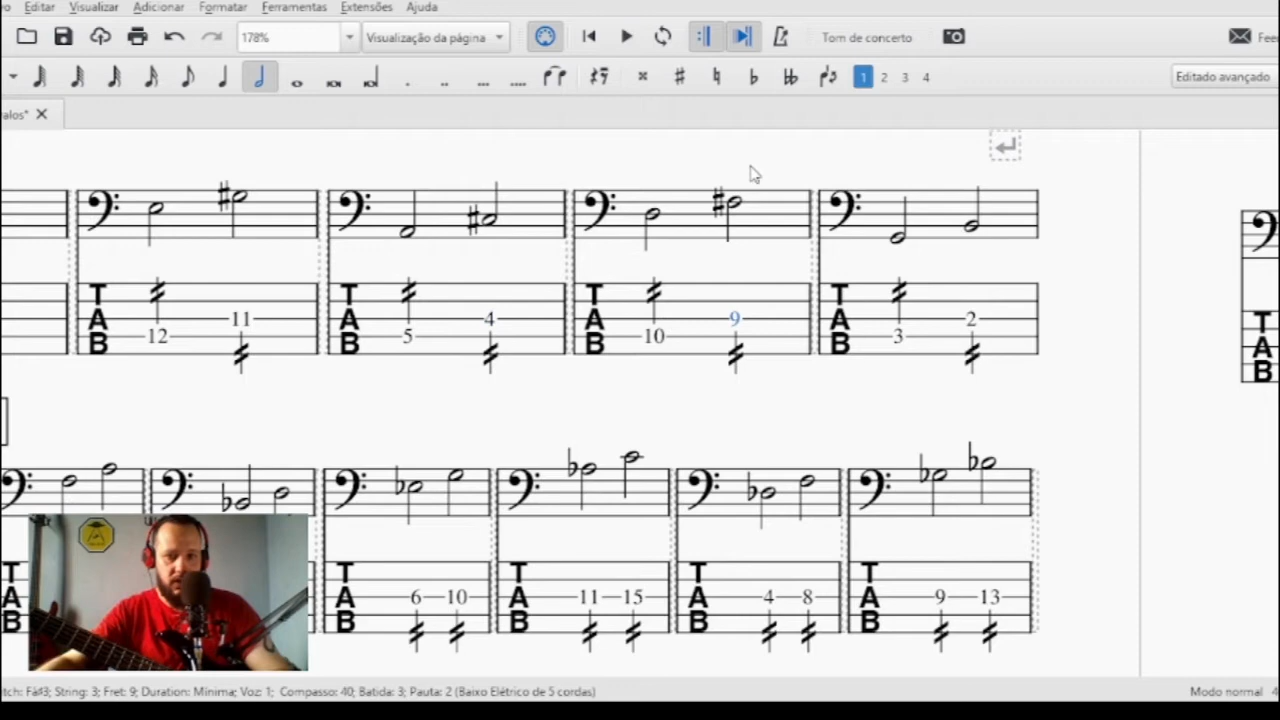 Editar Visualizar Adicionar Formatar Ferramentas Extensões Ajuda
178% Visualização da página Tom de concerto Fee
1 2 3 4 Editado avançado
alos* X
T A B 12 11
T A B 5 4
T A B 10 9
T A B 3 2
T A B
T
T A B 6 10
T A B 11 15
T A B 4 8
T A B 9 13
tch: Fá#3; String: 3; Fret: 9; Duration: Mínima; Voz: 1; Compasso: 40; Batida: 3; Pauta: 2 (Baixo Elétrico de 5 cordas) Modo normal 4